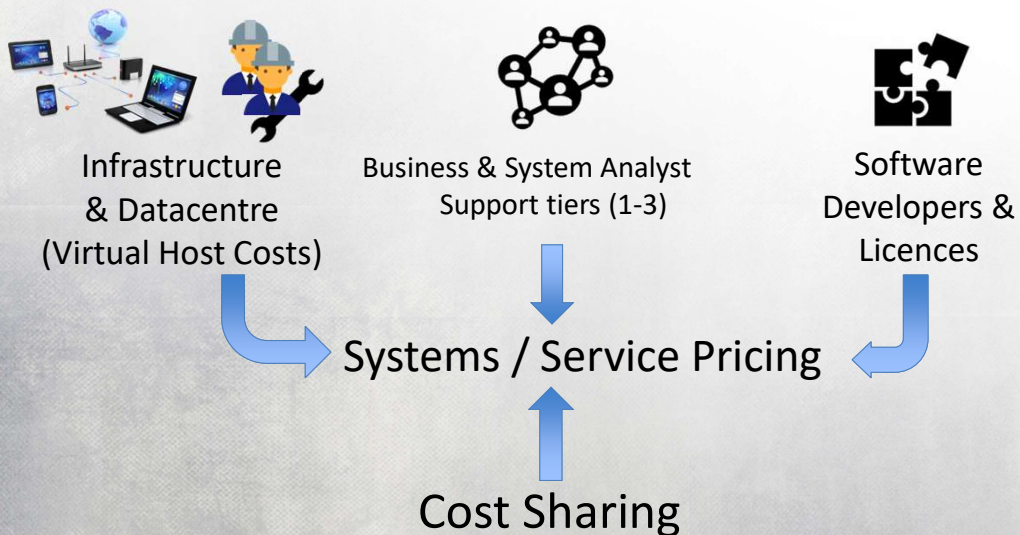 Infrastructure
& Datacentre
(Virtual Host Costs)
Business & System Analyst
Support tiers (1-3)
Software
Developers &
Licences
Systems / Service Pricing
Cost Sharing